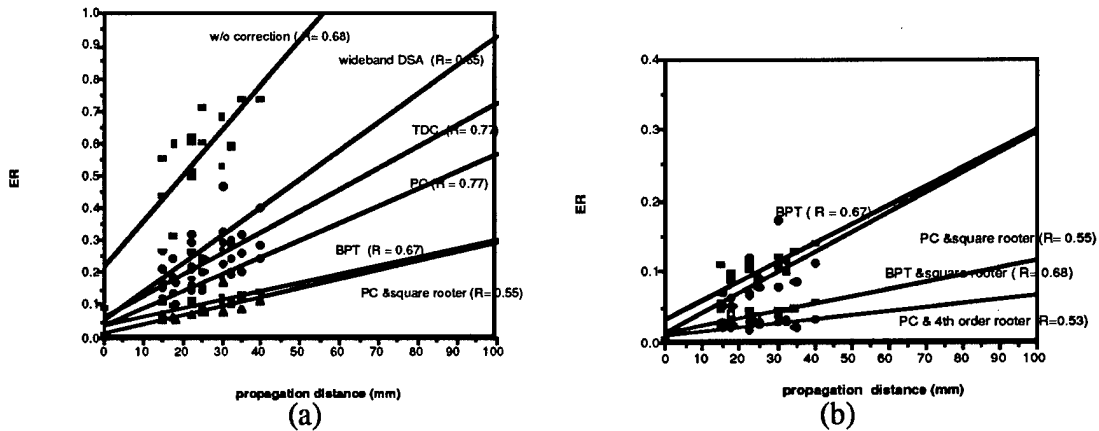 1.0
0.9
0.8
0.7
0.6
0.5
0.4
0.3
0.2
0.1
0.0
ER
w/o correction ( R= 0.68)
wideband DSA (R= 0.65)
TDC (R= 0.77)
PC (R = 0.77)
BPT (R = 0.67)
PC &square rooter (R=0.55)
0 10 20 30 40 50 60 70 80 90 100
propagation distance (mm)
(a)
0.4
0.3
0.2
0.1
0.0
ER
BPT ( R = 0.67)
PC &square rooter (R= 0.55)
BPT &square rooter ( R= 0.68)
PC & 4th order rooter (R=0.53)
0 10 20 30 40 50 60 70 80 90 100
propagation distance (mm)
(b)